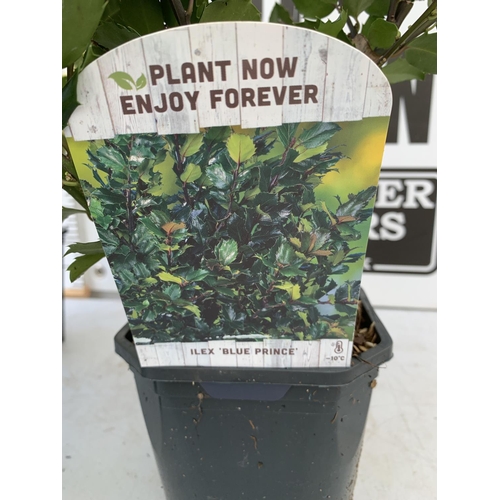 PLANT NOW
ENJOY FOREVER
ILEX 'BLUE PRINCE'
-10°C